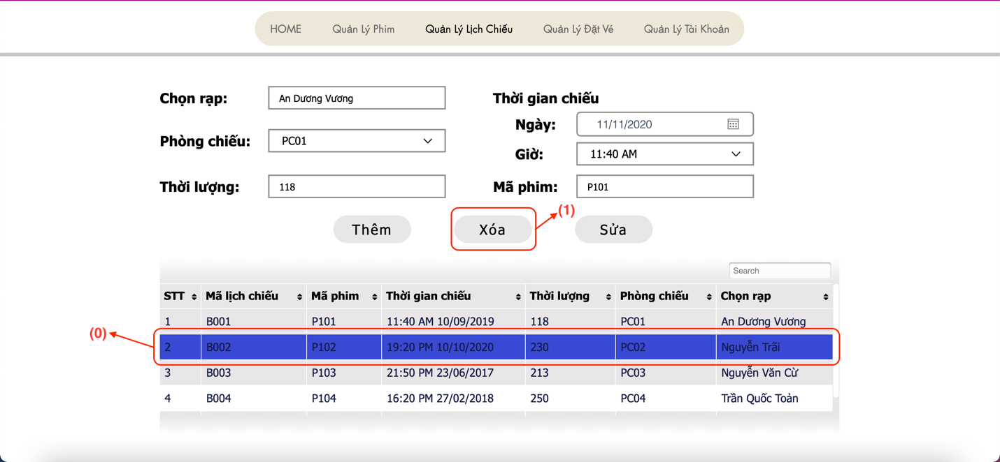 HOME Quản Lý Phim Quản Lý Lịch Chiếu Quản Lý Đặt Vé Quản Lý Tài Khoản
Chọn rạp: An Dương Vương Thời gian chiếu
Ngày: 11/11/2020
Phòng chiếu: PC01
Giờ: 11:40 AM
Thời lượng: 118 Mã phim: P101
(1)
Thêm Xóa Sửa
Search
STT Mã lịch chiếu Mã phim Thời gian chiếu Thời lượng Phòng chiếu Chọn rạp
1 B001 P101 11:40 AM 10/09/2019 118 PC01 An Dương Vương
(0)
2 B002 P102 19:20 PM 10/10/2020 230 PC02 Nguyễn Trãi
3 B003 P103 21:50 PM 23/06/2017 213 PC03 Nguyễn Văn Cừ
4 B004 P104 16:20 PM 27/02/2018 250 PC04 Trần Quốc Toản